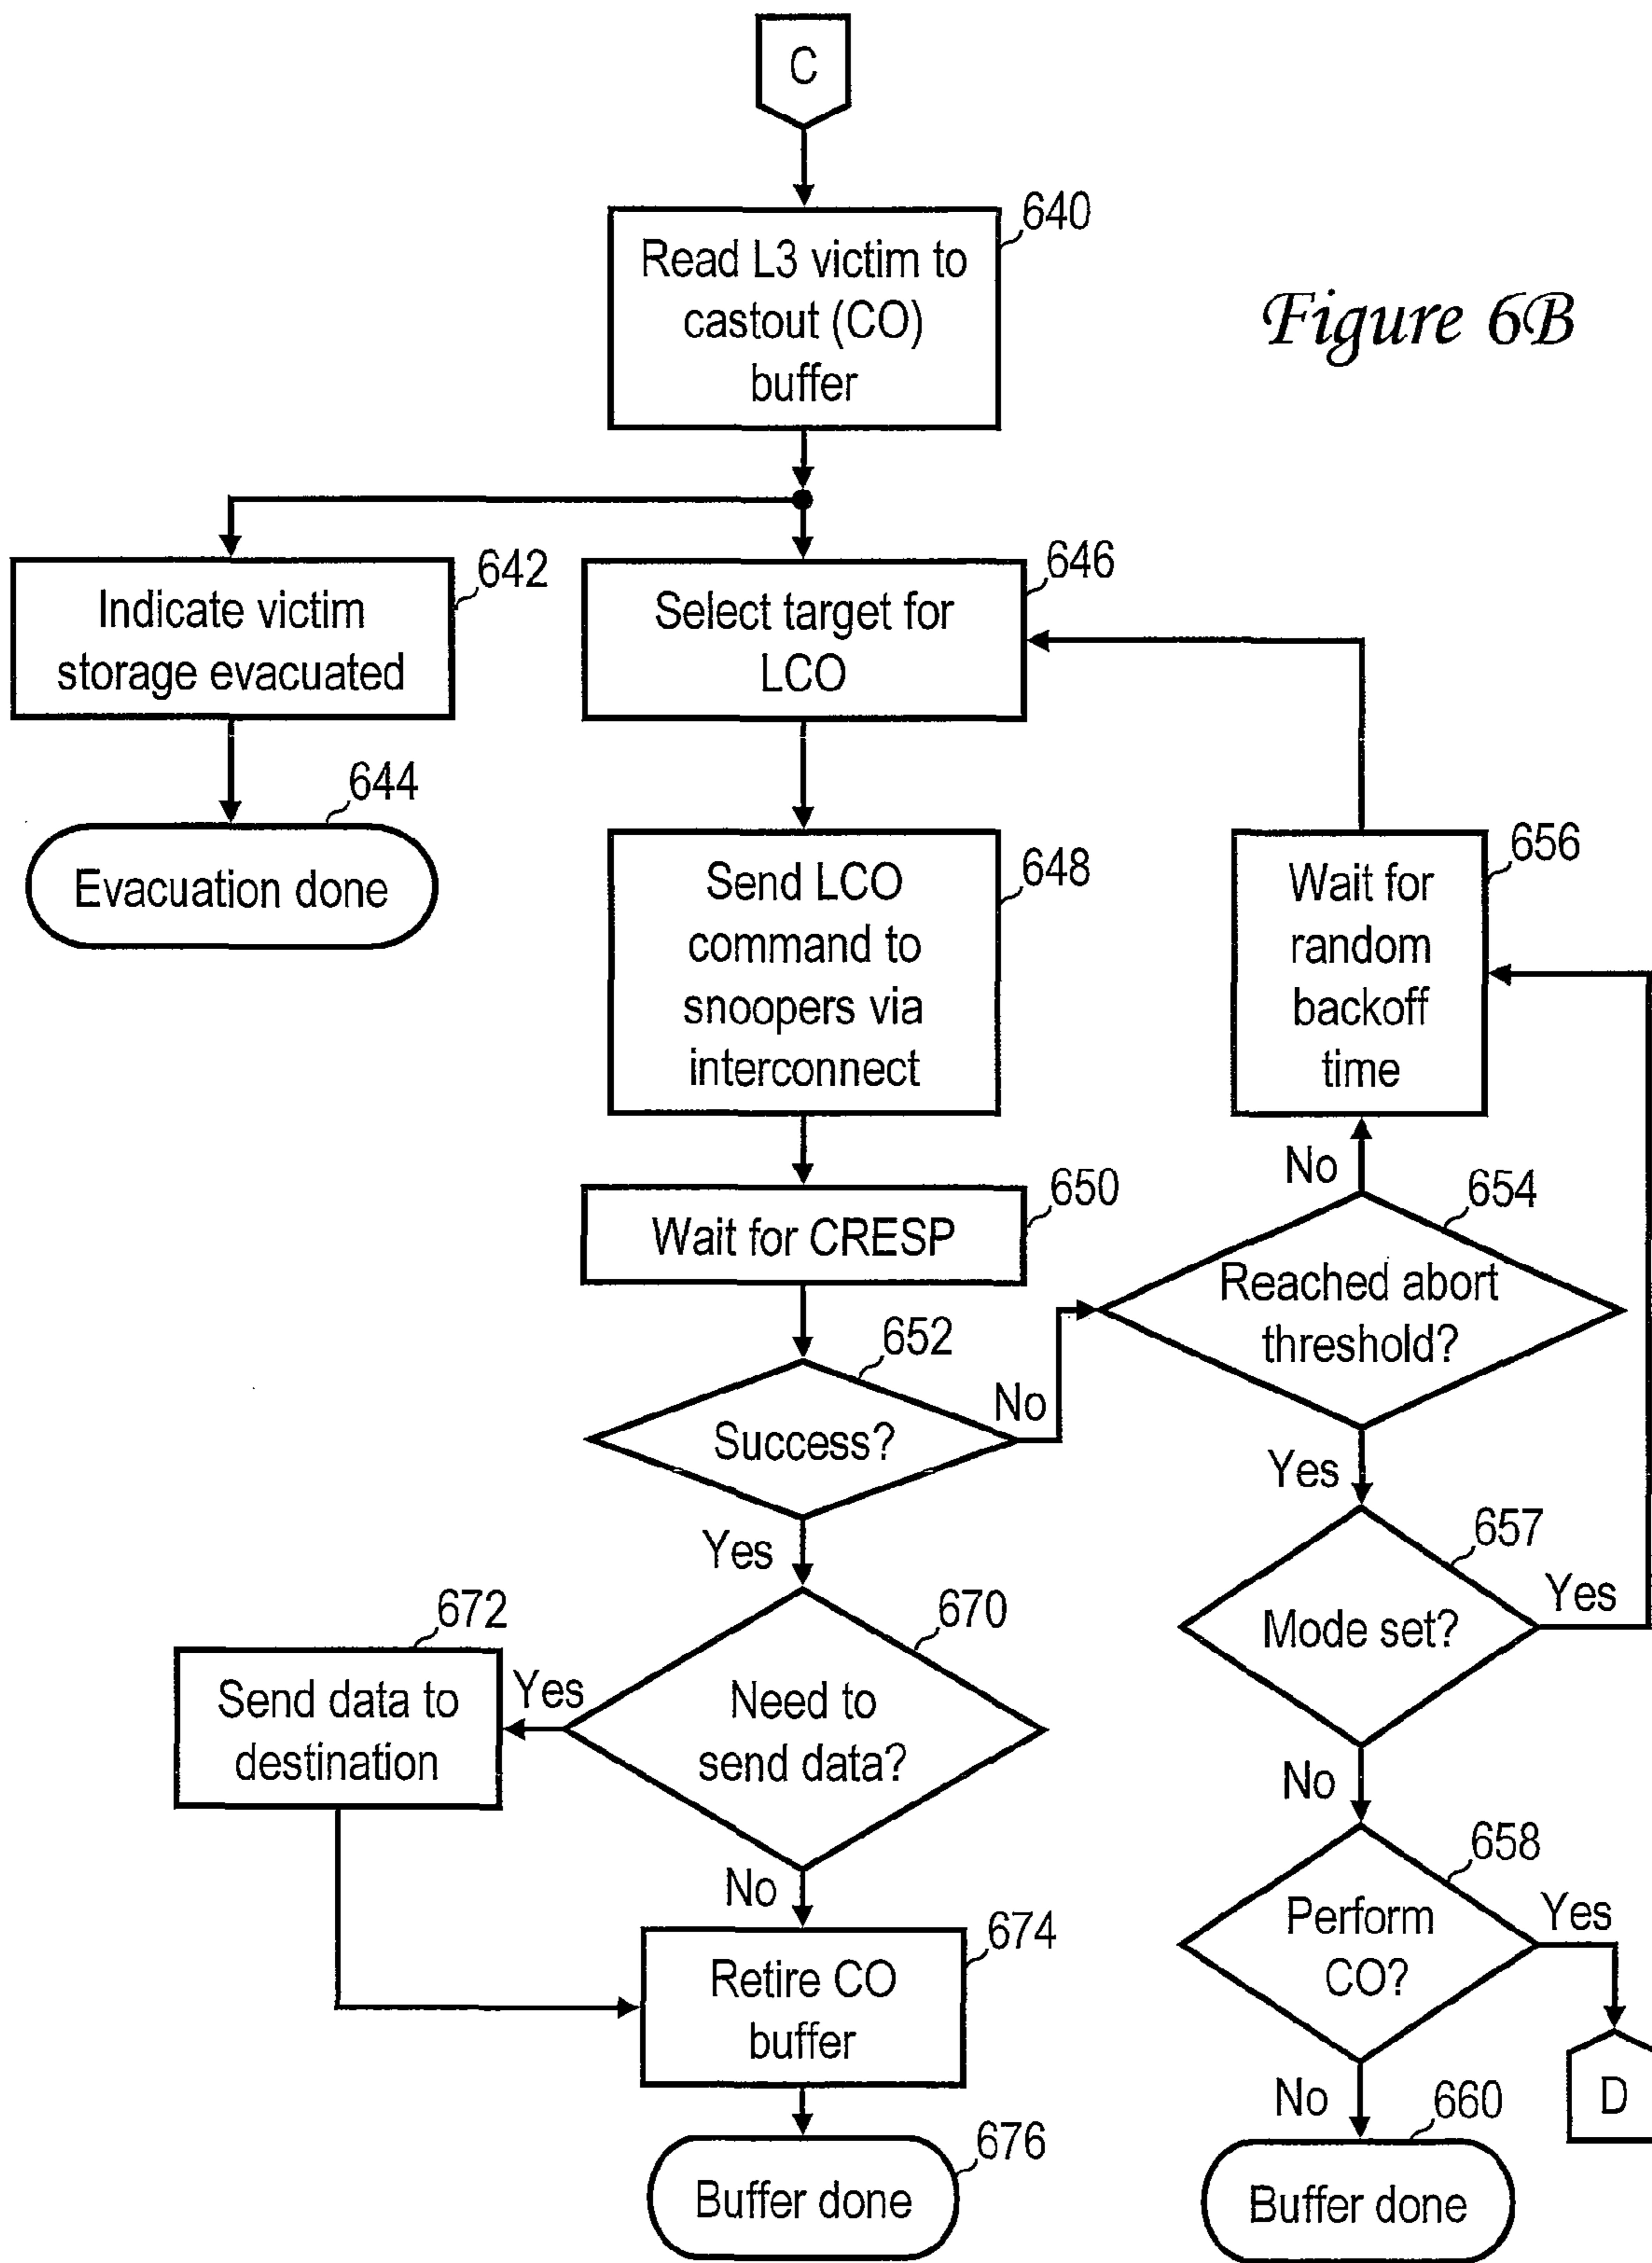 C
640
Read L3 victim to
castout (CO)
buffer
Figure 6B
642
Indicate victim
storage evacuated
646
Select target for
LCO
644
Evacuation done
648
Send LCO
command to
snoopers via
interconnect
656
Wait for
random
backoff
time
650
Wait for CRESP
No
654
Reached abort
threshold?
652
Success?
No
Yes
Yes
657
Mode set?
Yes
672
Send data to
destination
Yes
670
Need to
send data?
No
No
658
Perform
CO?
Yes
674
Retire CO
buffer
D
No
676
Buffer done
660
Buffer done